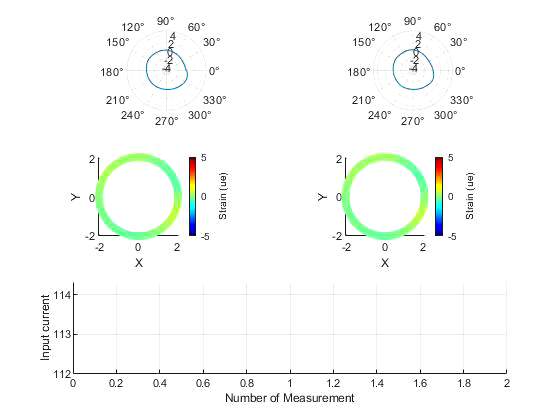 90° 90°
120° 60° 120° 60°
150° 30° 150° 30°
4 4
2 2
0 0
-2 -2
-4 -4
180° 0° 180° 0°
210° 330° 210° 330°
240° 300° 240° 300°
270° 270°
2 5 2 5
Y 0 0 Strain (ue) Y 0 0 Strain (ue)
-2 -5 -2 -5
-2 0 2 -2 0 2
X X
114
Input current
113
112
0 0.2 0.4 0.6 0.8 1 1.2 1.4 1.6 1.8 2
Number of Measurement